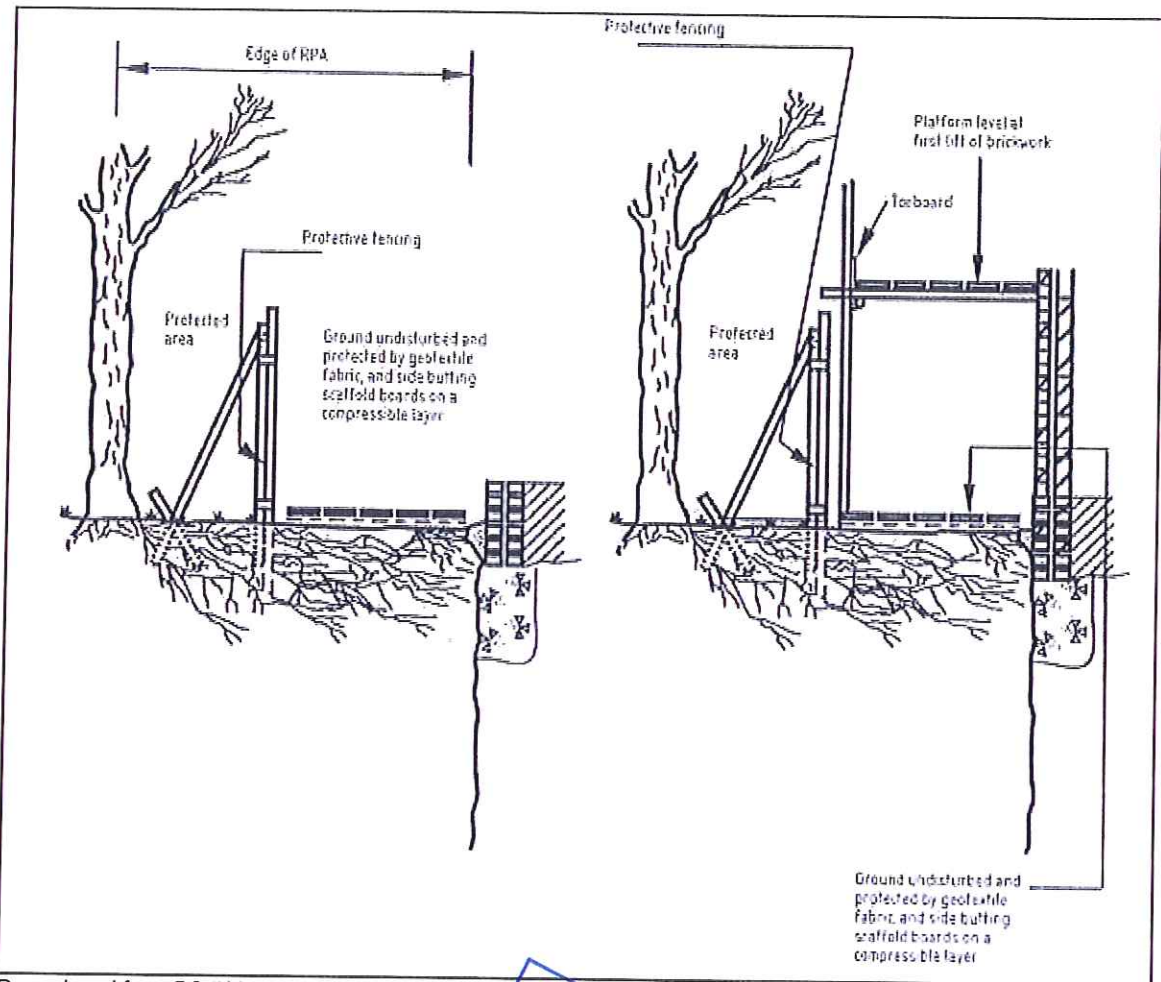 Edge of RPA
Protective fencing
Protected
area
Ground undisturbed and
protected by geotextile
fabric, and side butting
scaffold boards on a
compressible layer
Protective fencing
Platform level at
first lift of brickwork
Toeboard
Protected
area
Ground undisturbed and
protected by geotextile
fabric, and side butting
scaffold boards on a
compressible layer